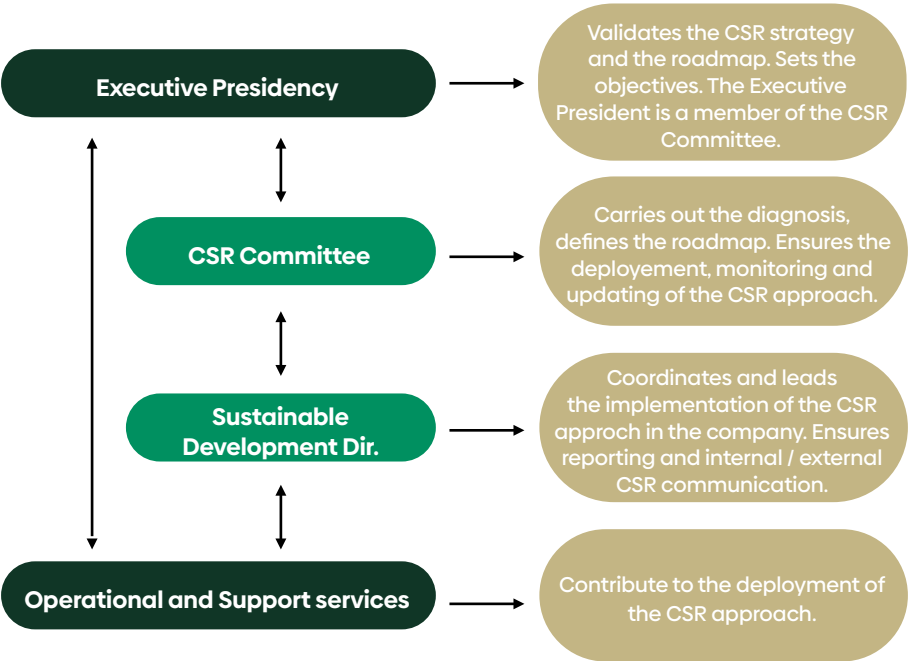 Executive Presidency
Validates the CSR strategy
and the roadmap. Sets the
objectives. The Executive
President is a member of the CSR
Committee.
CSR Committee
Carries out the diagnosis,
defines the roadmap. Ensures the
deployement, monitoring and
updating of the CSR approach.
Sustainable
Development Dir.
Coordinates and leads
the implementation of the CSR
approch in the company. Ensures
reporting and internal / external
CSR communication.
Operational and Support services
Contribute to the deployment of
the CSR approach.